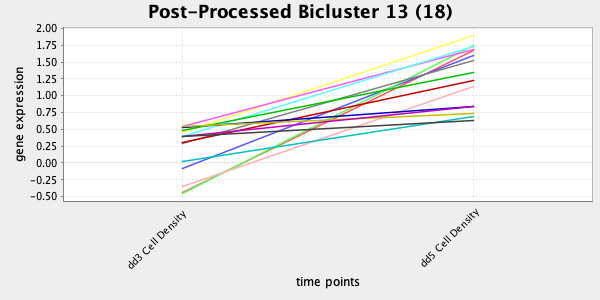 Post-Processed Bicluster 13 (18)
2.00
1.75
1.50
1.25
1.00
0.75
0.50
0.25
0.00
-0.25
-0.50
gene expression
dd3 Cell Density
dd5 Cell Density
time points